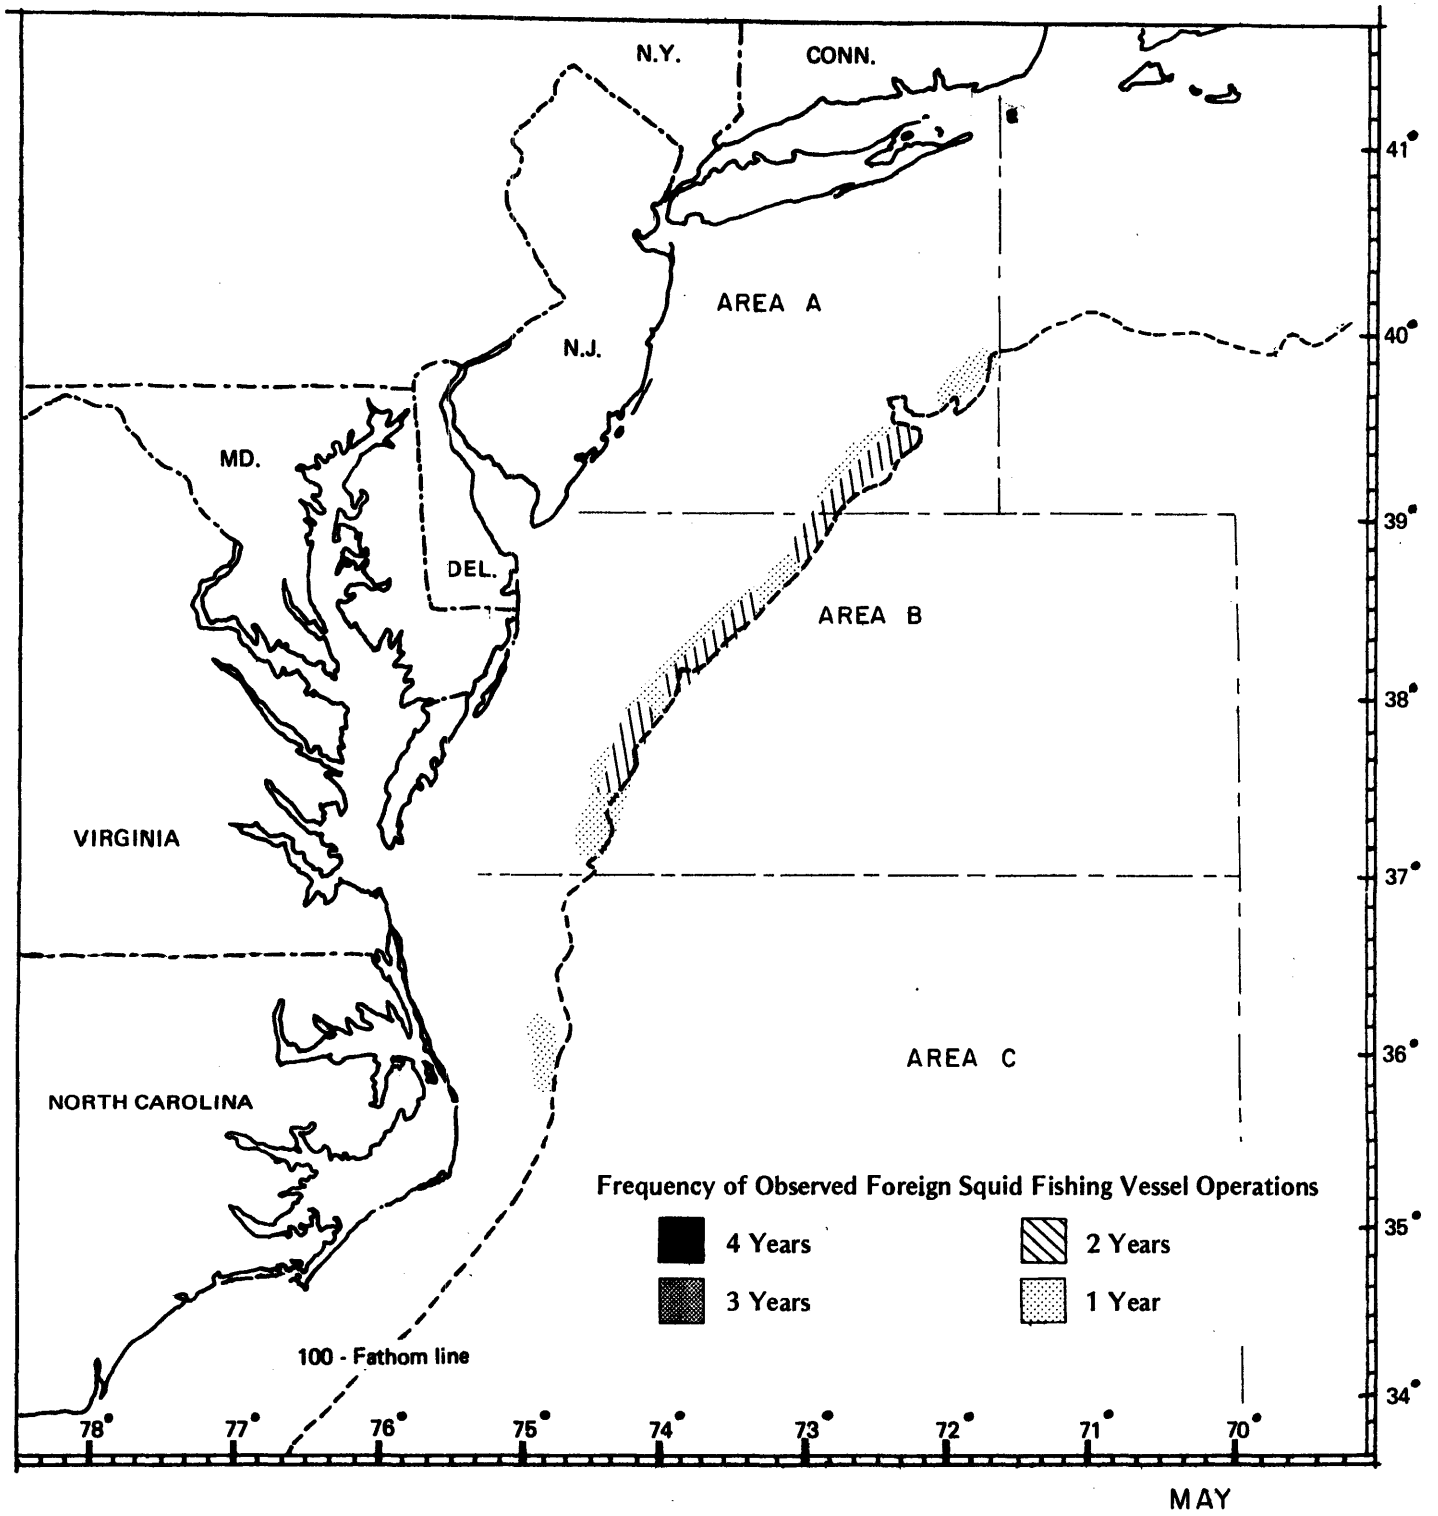 N.Y. CONN.
41°
AREA A
40°
N.J.
MD.
39°
DEL.
AREA B
38°
VIRGINIA
37°
AREA C
36°
NORTH CAROLINA
Frequency of Observed Foreign Squid Fishing Vessel Operations
35°
4 Years 2 Years
3 Years 1 Year
100 - Fathom line
34°
78° 77° 76° 75° 74° 73° 72° 71° 70°
MAY